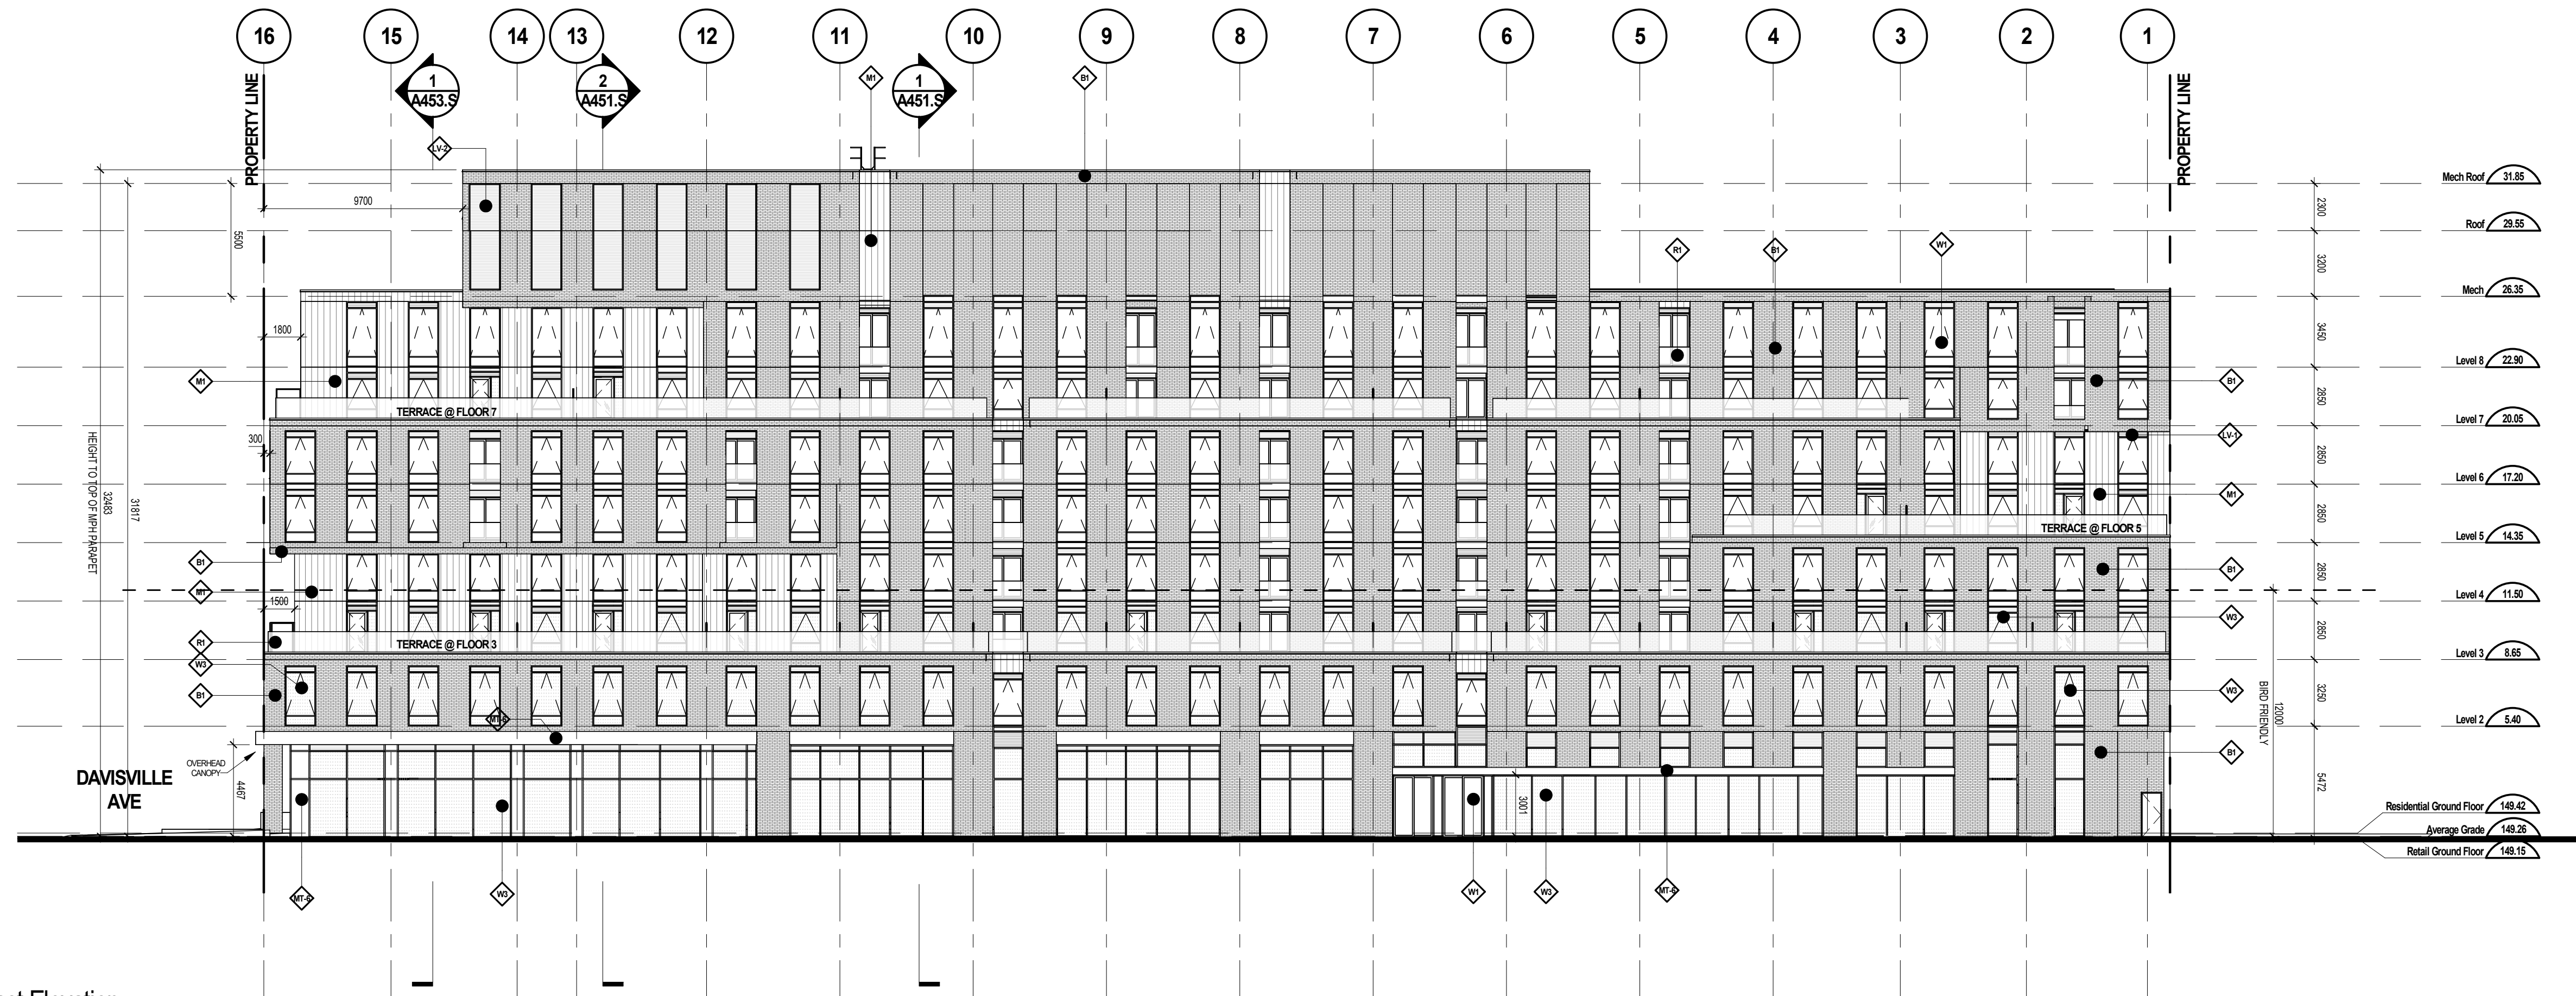 16 15 14 13 12 11 10 9 8 7 6 5 4 3 2 1
PROPERTY LINE
PROPERTY LINE
1
A453.S
2
A451.S
M1
1
A451.S
B1
LV-2
Mech Roof 31.85
9700
2300
Roof 29.55
5500
R1
B1
W1
3200
Mech 26.35
1800
3450
Level 8 22.90
M1
B1
TERRACE @ FLOOR 7
2850
Level 7 20.05
300
LV-1
HEIGHT TO TOP OF MPH PARAPET
32483
31817
2850
Level 6 17.20
M1
2850
TERRACE @ FLOOR 5
Level 5 14.35
B1
B1
2850
M1
1500
Level 4 11.50
W3
2850
R1
TERRACE @ FLOOR 3
Level 3 8.65
W3
B1
W3
3250
BIRD FRIENDLY
12000
MT-6
Level 2 5.40
OVERHEAD
CANOPY
B1
DAVISVILLE
AVE
4467
3001
5472
Residential Ground Floor 149.42
Average Grade 149.26
Retail Ground Floor 149.15
MT-6
W3
W1
W3
MT-6